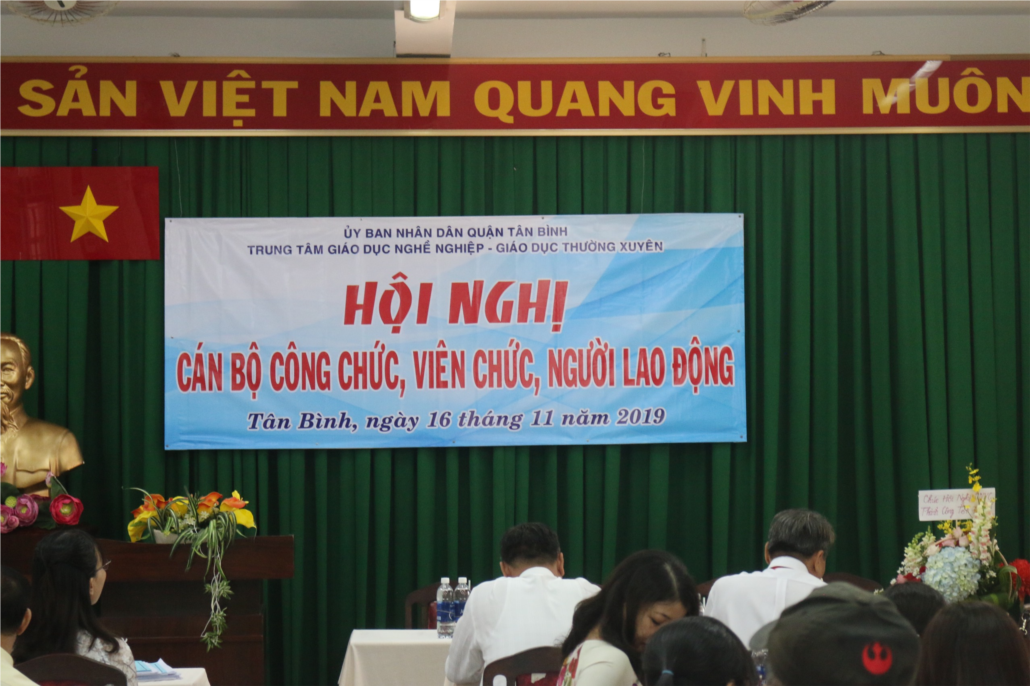 SẢN VIỆT NAM QUANG VINH MUÔN
ỦY BAN NHÂN DÂN QUẬN TÂN BÌNH
TRUNG TÂM GIÁO DỤC NGHỀ NGHIỆP - GIÁO DỤC THƯỜNG XUYÊN
HỘI NGHỊ
CÁN BỘ CÔNG CHỨC, VIÊN CHỨC, NGƯỜI LAO ĐỘNG
Tân Bình, ngày 16 tháng 11 năm 2019